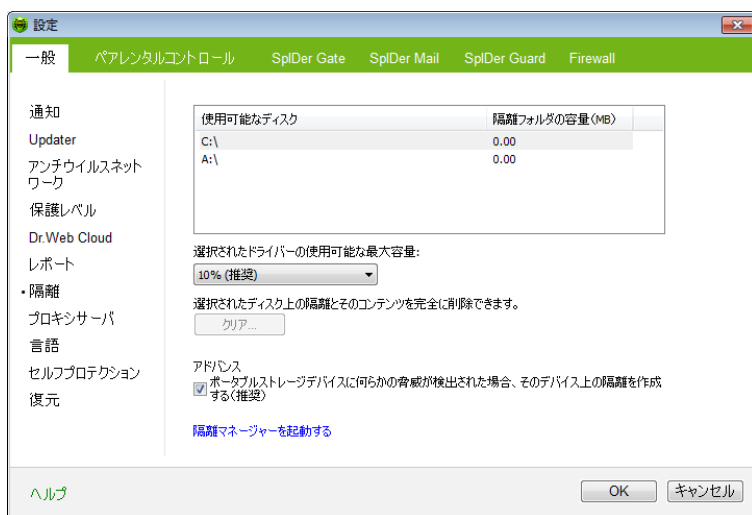 設定
一般 ペアレンタルコントロール SpIDer Gate SpIDer Mail SpIDer Guard Firewall
通知
Updater
アンチウイルスネット
ワーク
保護レベル
Dr.Web Cloud
レポート
隔離
プロキシサーバ
言語
セルフプロテクション
復元
使用可能なディスク 隔離フォルダの容量(MB)
C:\ 0.00
A:\ 0.00
選択されたドライバーの使用可能な最大容量:
10% (推奨)
選択されたディスク上の隔離とそのコンテンツを完全に削除できます。
クリア...
アドバンス
ポータブルストレージデバイスに何らかの脅威が検出された場合、そのデバイス上の隔離を作成
する(推奨)
隔離マネージャーを起動する
ヘルプ
OK キャンセル